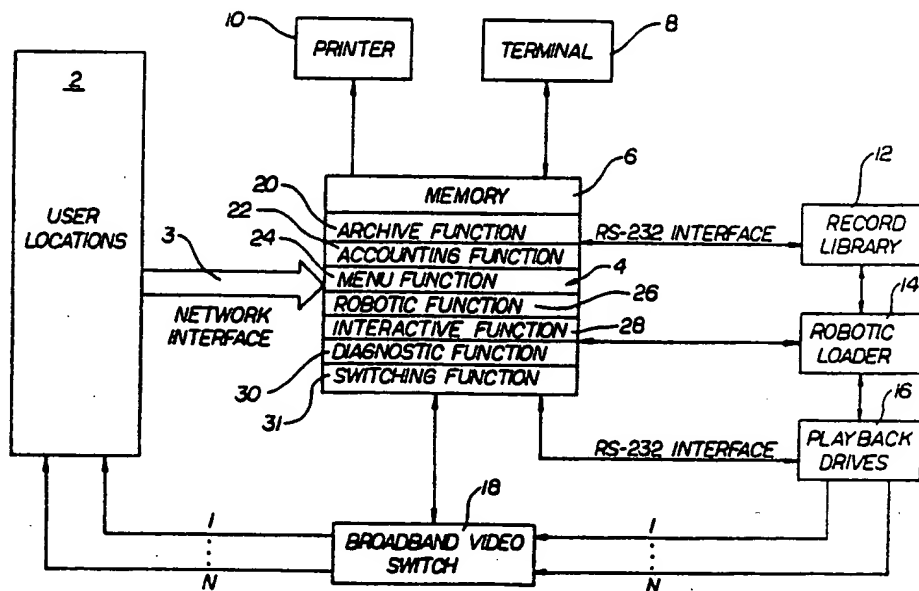 10
PRINTER
TERMINAL
8
2
USER
LOCATIONS
3
NETWORK
INTERFACE
6
MEMORY
20
ARCHIVE FUNCTION
22
ACCOUNTING FUNCTION
24
MENU FUNCTION
4
ROBOTIC FUNCTION
26
INTERACTIVE FUNCTION
28
DIAGNOSTIC FUNCTION
30
SWITCHING FUNCTION
31
RS-232 INTERFACE
12
RECORD
LIBRARY
14
ROBOTIC
LOADER
16
PLAYBACK
DRIVES
RS-232 INTERFACE
18
BROADBAND VIDEO
SWITCH
1
N
1
N